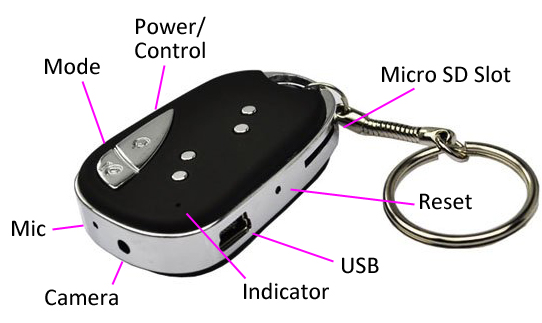 Power/
Control
Mode
Micro SD Slot
Reset
Mic
USB
Indicator
Camera